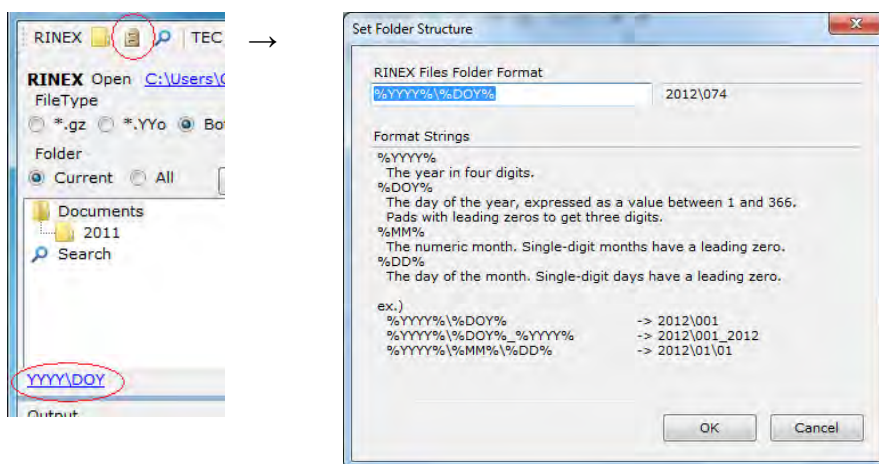 RINEX TEC
RINEX Open C:\Users\
FileType
*.gz *.YYo
Folder
Current All
Documents
2011
Search
YYYY\DOY
Output
→
Set Folder Structure
RINEX Files Folder Format
%YYYY%\%DOY% 2012\074
Format Strings
%YYYY%
The year in four digits.
%DOY%
The day of the year, expressed as a value between 1 and 366.
Pads with leading zeros to get three digits.
%MM%
The numeric month. Single-digit months have a leading zero.
%DD%
The day of the month. Single-digit days have a leading zero.
ex.)
%YYYY%\%DOY% -> 2012\001
%YYYY%\%DOY%_%YYYY% -> 2012\001_2012
%YYYY%\%MM%\%DD% -> 2012\01\01
OK Cancel